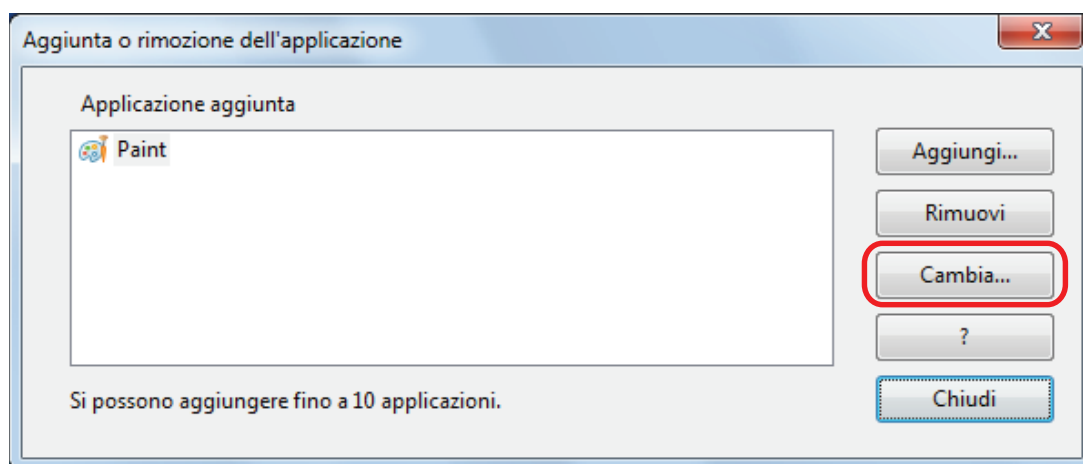 Aggiunta o rimozione dell'applicazione
Applicazione aggiunta
Paint
Aggiungi...
Rimuovi
Cambia...
?
Chiudi
Si possono aggiungere fino a 10 applicazioni.